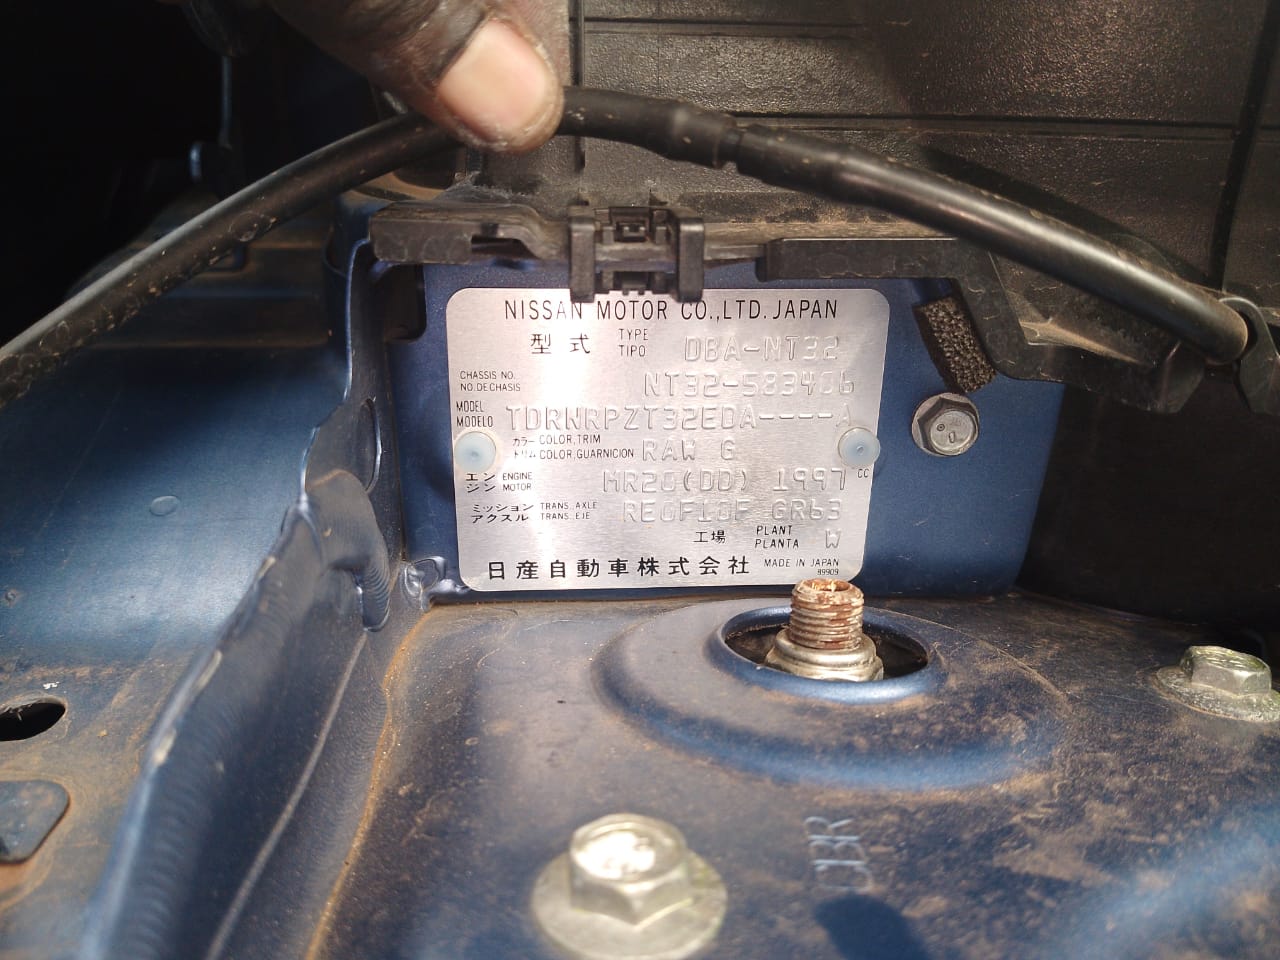 NISSAN MOTOR CO.,LTD. JAPAN
型式 TYPE TIPO DBA-NT32
CHASSIS NO. NO.DECHASIS NT32-583406
MODEL MODELO TDRNRPZT32EDA----A
カラー COLOR,TRIM トリム COLOR,GUARNICION RAW G
エンジン ENGINE MOTOR MR20(DD) 1997 CC
ミッション TRANS.AXLE アクスル TRANS.EJE RE0F10F GR63
工場 PLANT PLANTA W
日産自動車株式会社 MADE IN JAPAN
89909